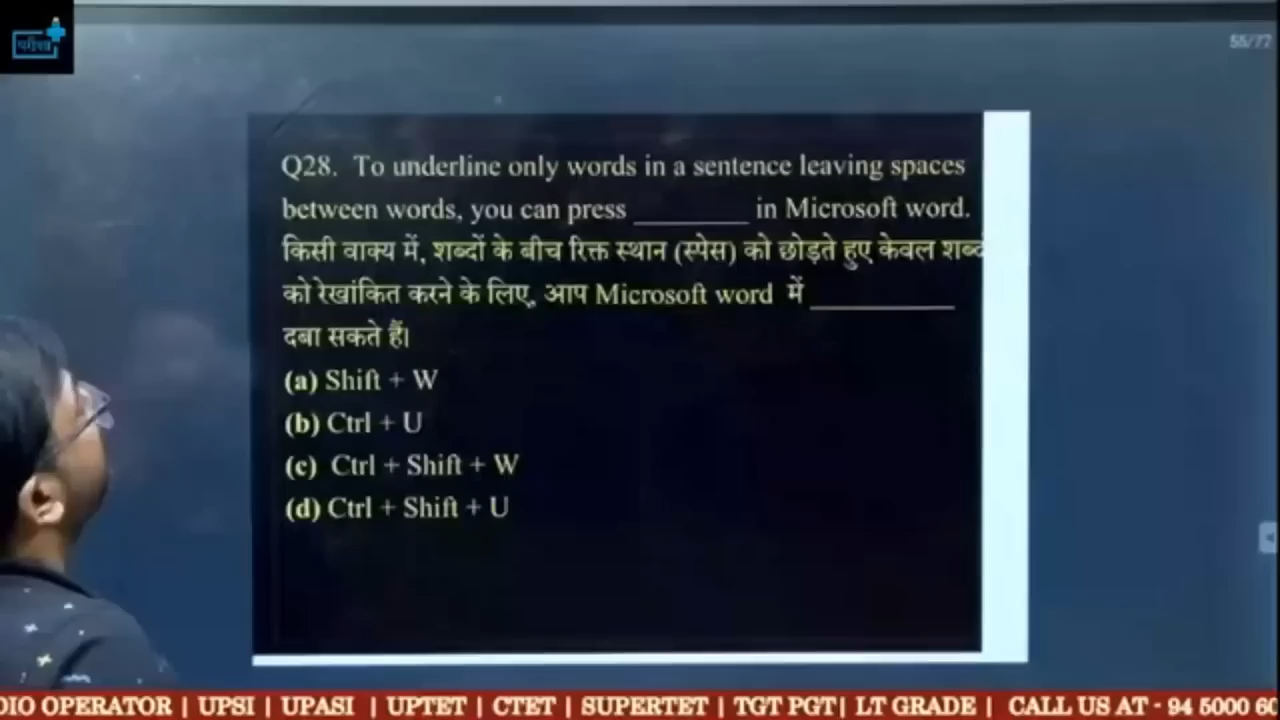 परीक्षा
55/77
Q28. To underline only words in a sentence leaving spaces
between words, you can press ________ in Microsoft word.
किसी वाक्य में, शब्दों के बीच रिक्त स्थान (स्पेस) को छोड़ते हुए केवल शब्द
को रेखांकित करने के लिए, आप Microsoft word में __________
दबा सकते हैं।
(a) Shift + W
(b) Ctrl + U
(c) Ctrl + Shift + W
(d) Ctrl + Shift + U
DIO OPERATOR | UPSI | UPASI | UPTET | CTET | SUPERTET | TGT PGT| LT GRADE | CALL US AT - 94 5000 60